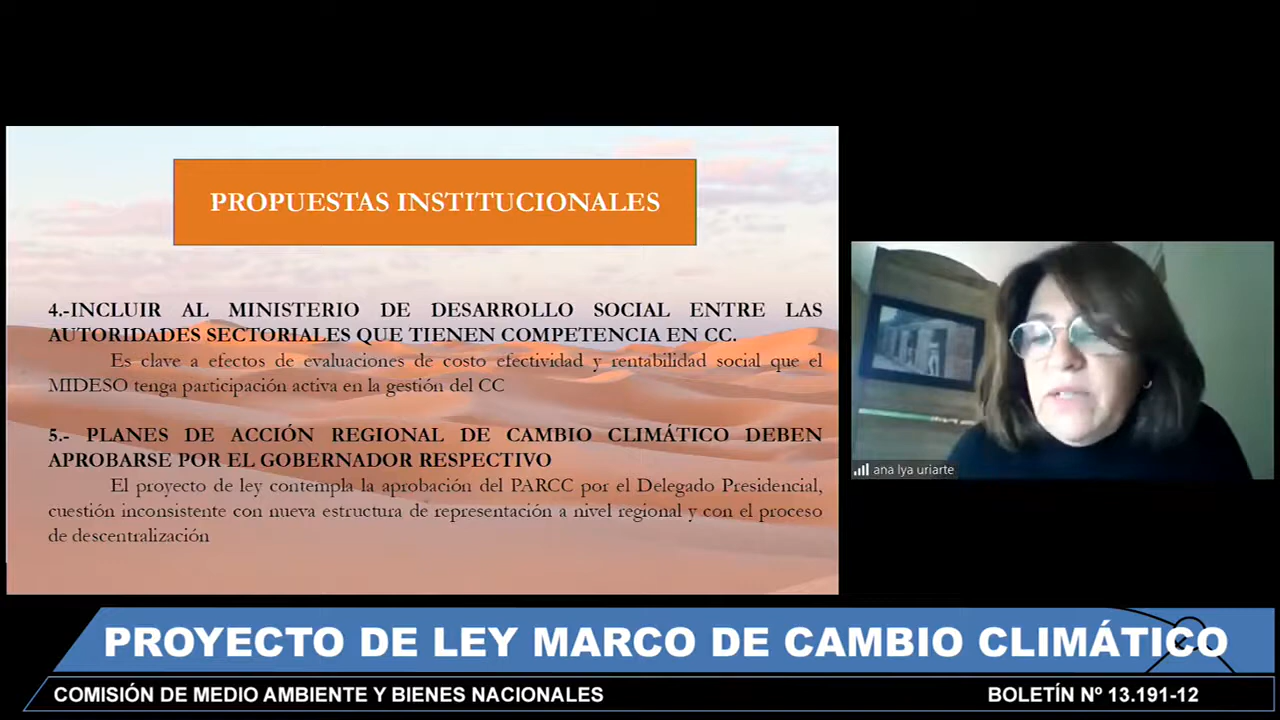 PROPUESTAS INSTITUCIONALES
4.-INCLUIR AL MINISTERIO DE DESARROLLO SOCIAL ENTRE LAS
AUTORIDADES SECTORIALES QUE TIENEN COMPETENCIA EN CC.
Es clave a efectos de evaluaciones de costo efectividad y rentabilidad social que el
MIDESO tenga participación activa en la gestión del CC
5.- PLANES DE ACCIÓN REGIONAL DE CAMBIO CLIMÁTICO DEBEN
APROBARSE POR EL GOBERNADOR RESPECTIVO
El proyecto de ley contempla la aprobación del PARCC por el Delegado Presidencial,
cuestión inconsistente con nueva estructura de representación a nivel regional y con el proceso
de descentralización
ana lya uriarte
PROYECTO DE LEY MARCO DE CAMBIO CLIMÁTICO
COMISIÓN DE MEDIO AMBIENTE Y BIENES NACIONALES
BOLETÍN Nº 13.191-12